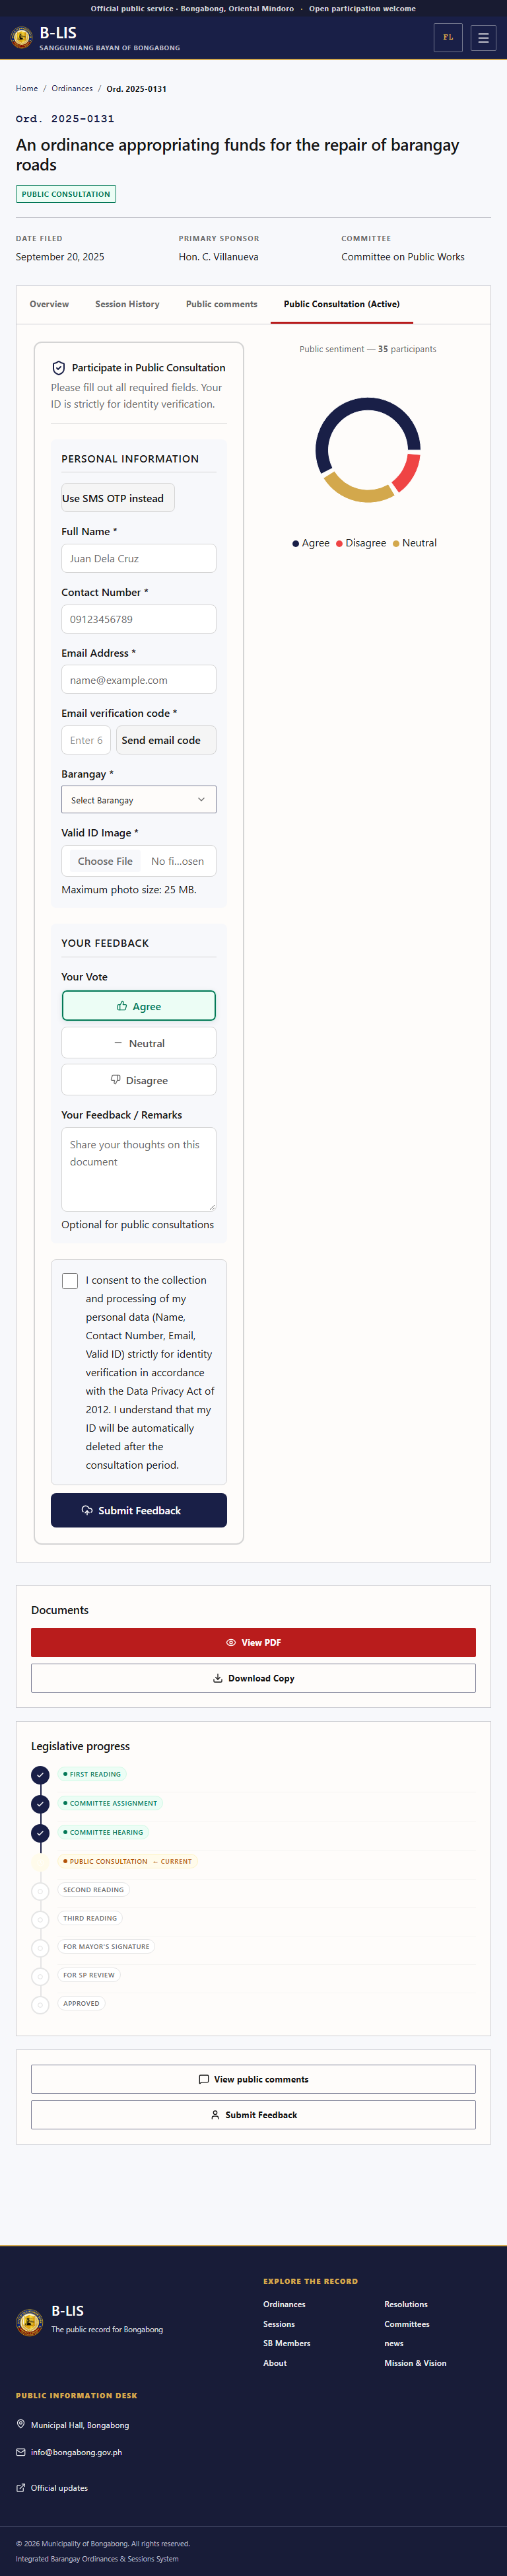 Official public service · Bongabong, Oriental Mindoro · Open participation welcome
B-LIS
SANGGUNIANG BAYAN OF BONGABONG
FL
Home / Ordinances / Ord. 2025-0131
Ord. 2025-0131
An ordinance appropriating funds for the repair of barangay
roads
PUBLIC CONSULTATION
DATE FILED
September 20, 2025
PRIMARY SPONSOR
Hon. C. Villanueva
COMMITTEE
Committee on Public Works
Overview
Session History
Public comments
Public Consultation (Active)
Participate in Public Consultation
Please fill out all required fields. Your
ID is strictly for identity verification.
PERSONAL INFORMATION
Use SMS OTP instead
Full Name *
Juan Dela Cruz
Contact Number *
09123456789
Email Address *
name@example.com
Email verification code *
Enter 6
Send email code
Barangay *
Select Barangay
Valid ID Image *
Choose File No fi...osen
Maximum photo size: 25 MB.
YOUR FEEDBACK
Your Vote
Agree
Neutral
Disagree
Your Feedback / Remarks
Share your thoughts on this
document
Optional for public consultations
I consent to the collection
and processing of my
personal data (Name,
Contact Number, Email,
Valid ID) strictly for identity
verification in accordance
with the Data Privacy Act of
2012. I understand that my
ID will be automatically
deleted after the
consultation period.
Submit Feedback
Public sentiment — 35 participants
Agree
Disagree
Neutral
Documents
View PDF
Download Copy
Legislative progress
FIRST READING
COMMITTEE ASSIGNMENT
COMMITTEE HEARING
PUBLIC CONSULTATION ← CURRENT
SECOND READING
THIRD READING
FOR MAYOR'S SIGNATURE
FOR SP REVIEW
APPROVED
View public comments
Submit Feedback
B-LIS
The public record for Bongabong
EXPLORE THE RECORD
Ordinances
Resolutions
Sessions
Committees
SB Members
news
About
Mission & Vision
PUBLIC INFORMATION DESK
Municipal Hall, Bongabong
info@bongabong.gov.ph
Official updates
© 2026 Municipality of Bongabong. All rights reserved.
Integrated Barangay Ordinances & Sessions System